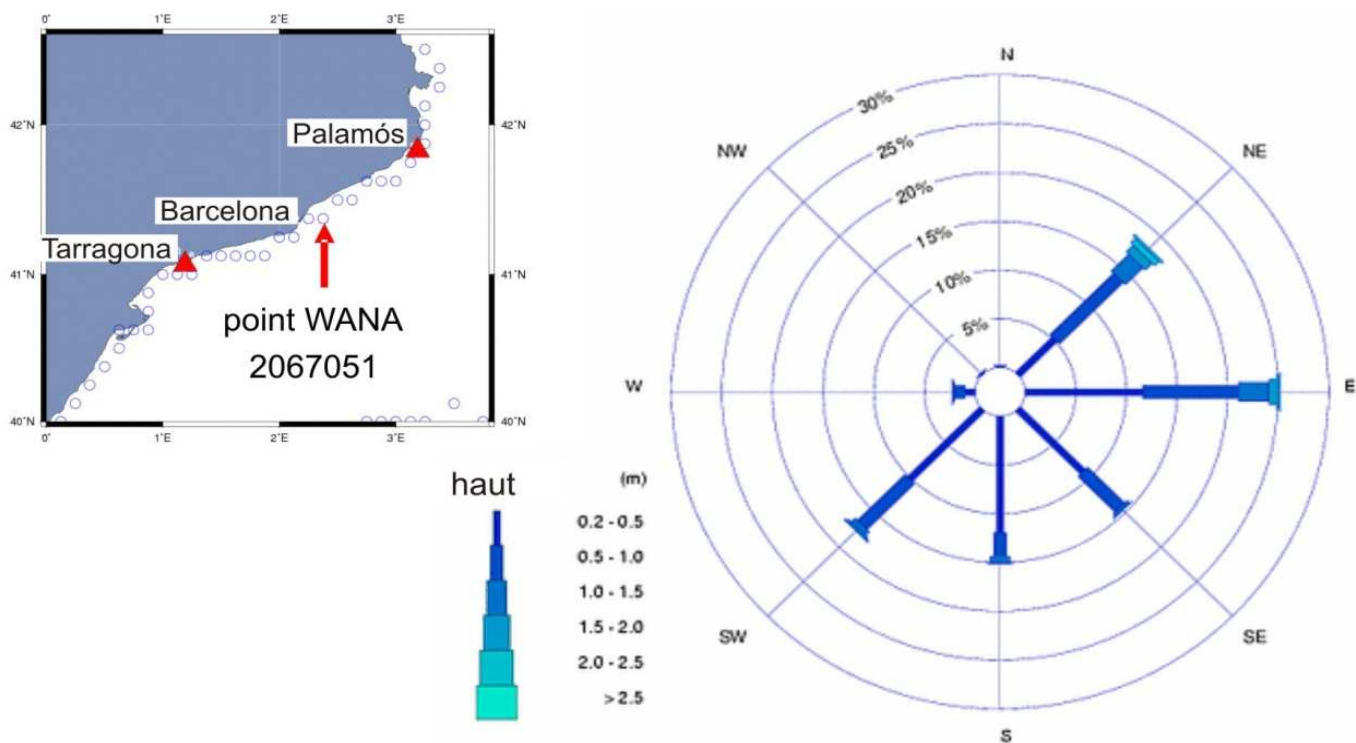 0° 1°E 2°E 3°E
42°N 42°N
Palamós
Barcelona
Tarragona
41°N 41°N
point WANA
2067051
40°N 40°N
0° 1°E 2°E 3°E
haut
(m)
0.2 - 0.5
0.5 - 1.0
1.0 - 1.5
1.5 - 2.0
2.0 - 2.5
> 2.5
N
30%
NW
25%
NE
20%
15%
10%
5%
W
E
SW
SE
S